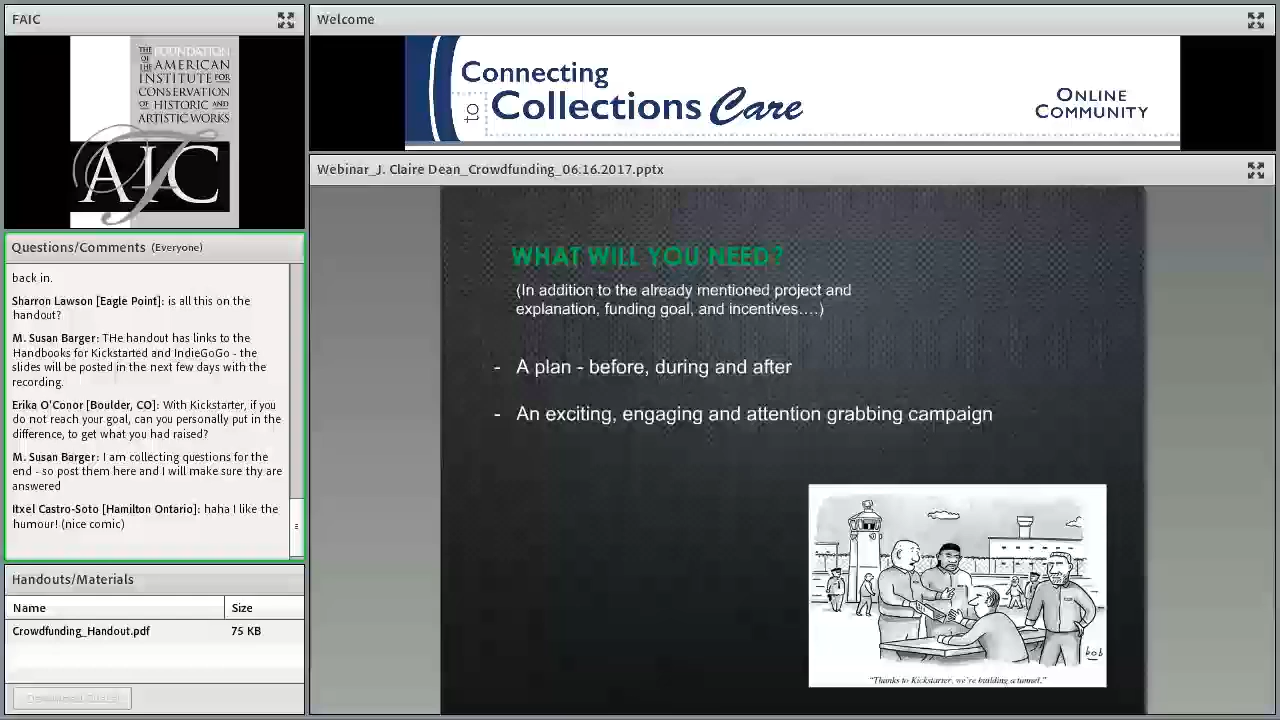 FAIC
THE FOUNDATION
OF THE AMERICAN
INSTITUTE FOR
CONSERVATION
OF HISTORIC AND
ARTISTIC WORKS
AIC
Welcome
Connecting
to Collections Care
ONLINE
COMMUNITY
Webinar_J. Claire Dean_Crowdfunding_06.16.2017.pptx
WHAT WILL YOU NEED?
(In addition to the already mentioned project and
explanation, funding goal, and incentives….)
- A plan - before, during and after
- An exciting, engaging and attention grabbing campaign
bob
"Thanks to Kickstarter, we're building a tunnel."
Questions/Comments (Everyone)
back in.
Sharron Lawson [Eagle Point]: is all this on the
handout?
M. Susan Barger: THe handout has links to the
Handbooks for Kickstarted and IndieGoGo - the
slides will be posted in the next few days with the
recording.
Erika O'Conor [Boulder, CO]: With Kickstarter, if you
do not reach your goal, can you personally put in the
difference, to get what you had raised?
M. Susan Barger: I am collecting questions for the
end - so post them here and I will make sure thy are
answered
Itxel Castro-Soto [Hamilton Ontario]: haha I like the
humour! (nice comic)
Handouts/Materials
Name Size
Crowdfunding_Handout.pdf 75 KB